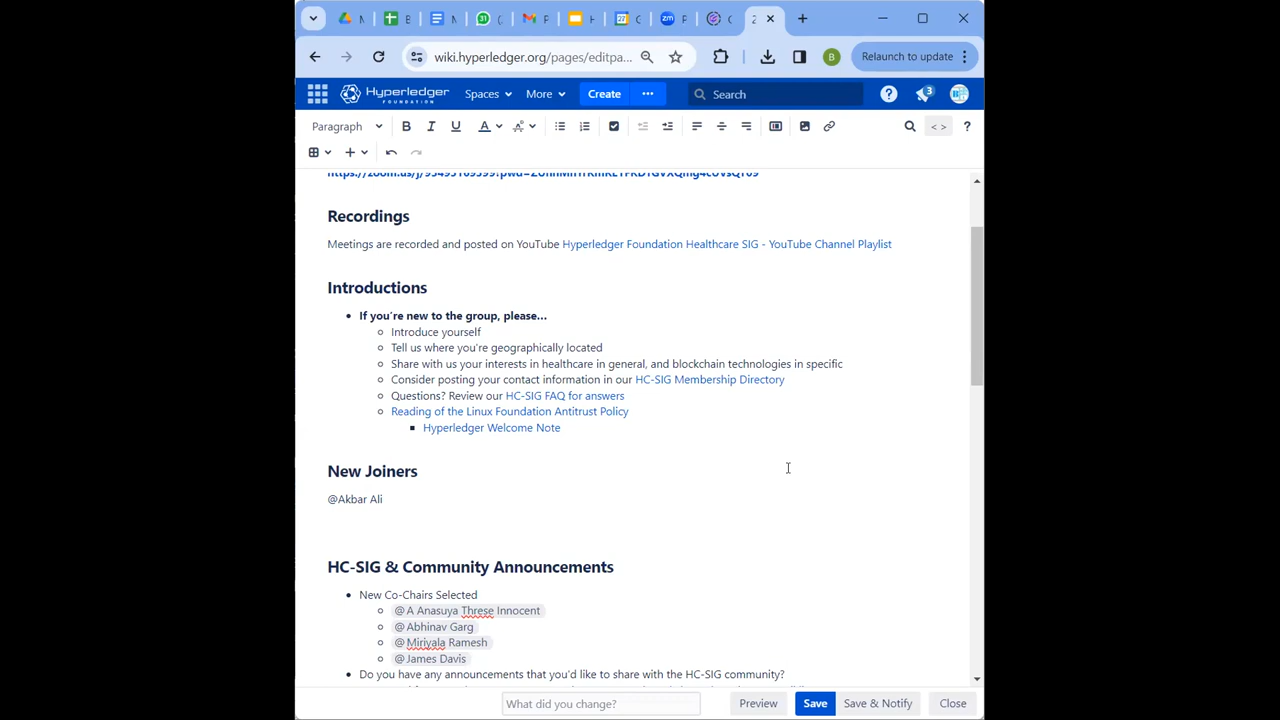 M
B
M
31 (
P
H
27 G
zm P
C
2
wiki.hyperledger.org/pages/editpa...
B
Relaunch to update
Hyperledger
FOUNDATION
Spaces
More
Create
Search
3
Paragraph
B I U A
Recordings
Meetings are recorded and posted on YouTube Hyperledger Foundation Healthcare SIG - YouTube Channel Playlist
Introductions
If you're new to the group, please...
Introduce yourself
Tell us where you're geographically located
Share with us your interests in healthcare in general, and blockchain technologies in specific
Consider posting your contact information in our HC-SIG Membership Directory
Questions? Review our HC-SIG FAQ for answers
Reading of the Linux Foundation Antitrust Policy
Hyperledger Welcome Note
New Joiners
@Akbar Ali
HC-SIG & Community Announcements
New Co-Chairs Selected
@A Anasuya Threse Innocent
@Abhinav Garg
@Miriyala Ramesh
@James Davis
Do you have any announcements that you'd like to share with the HC-SIG community?
What did you change?
Preview
Save
Save & Notify
Close